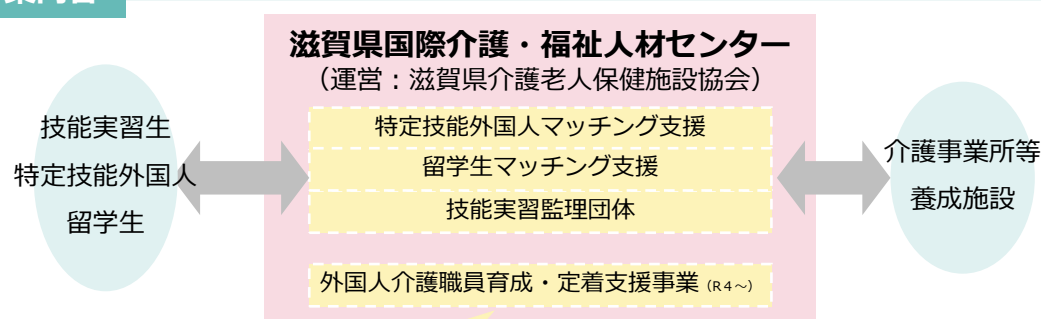 滋賀県国際介護・福祉人材センター
（運営：滋賀県介護老人保健施設協会）
技能実習生
特定技能外国人
留学生
特定技能外国人マッチング支援
留学生マッチング支援
技能実習監理団体
外国人介護職員育成・定着支援事業（R４～）
介護事業所等
養成施設